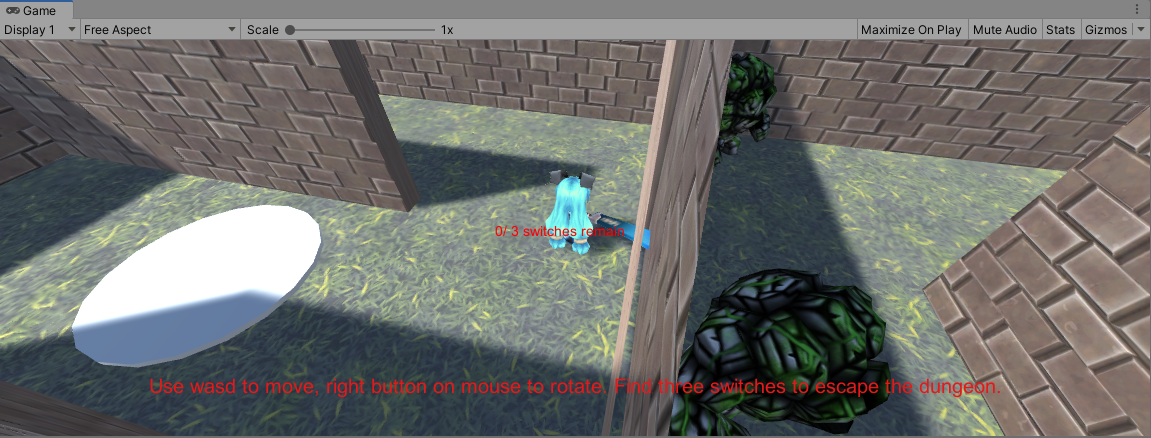 Game
Display 1 Free Aspect Scale 1x Maximize On Play Mute Audio Stats Gizmos
0/ 3 switches remain
Use wasd to move, right button on mouse to rotate. Find three switches to escape the dungeon.